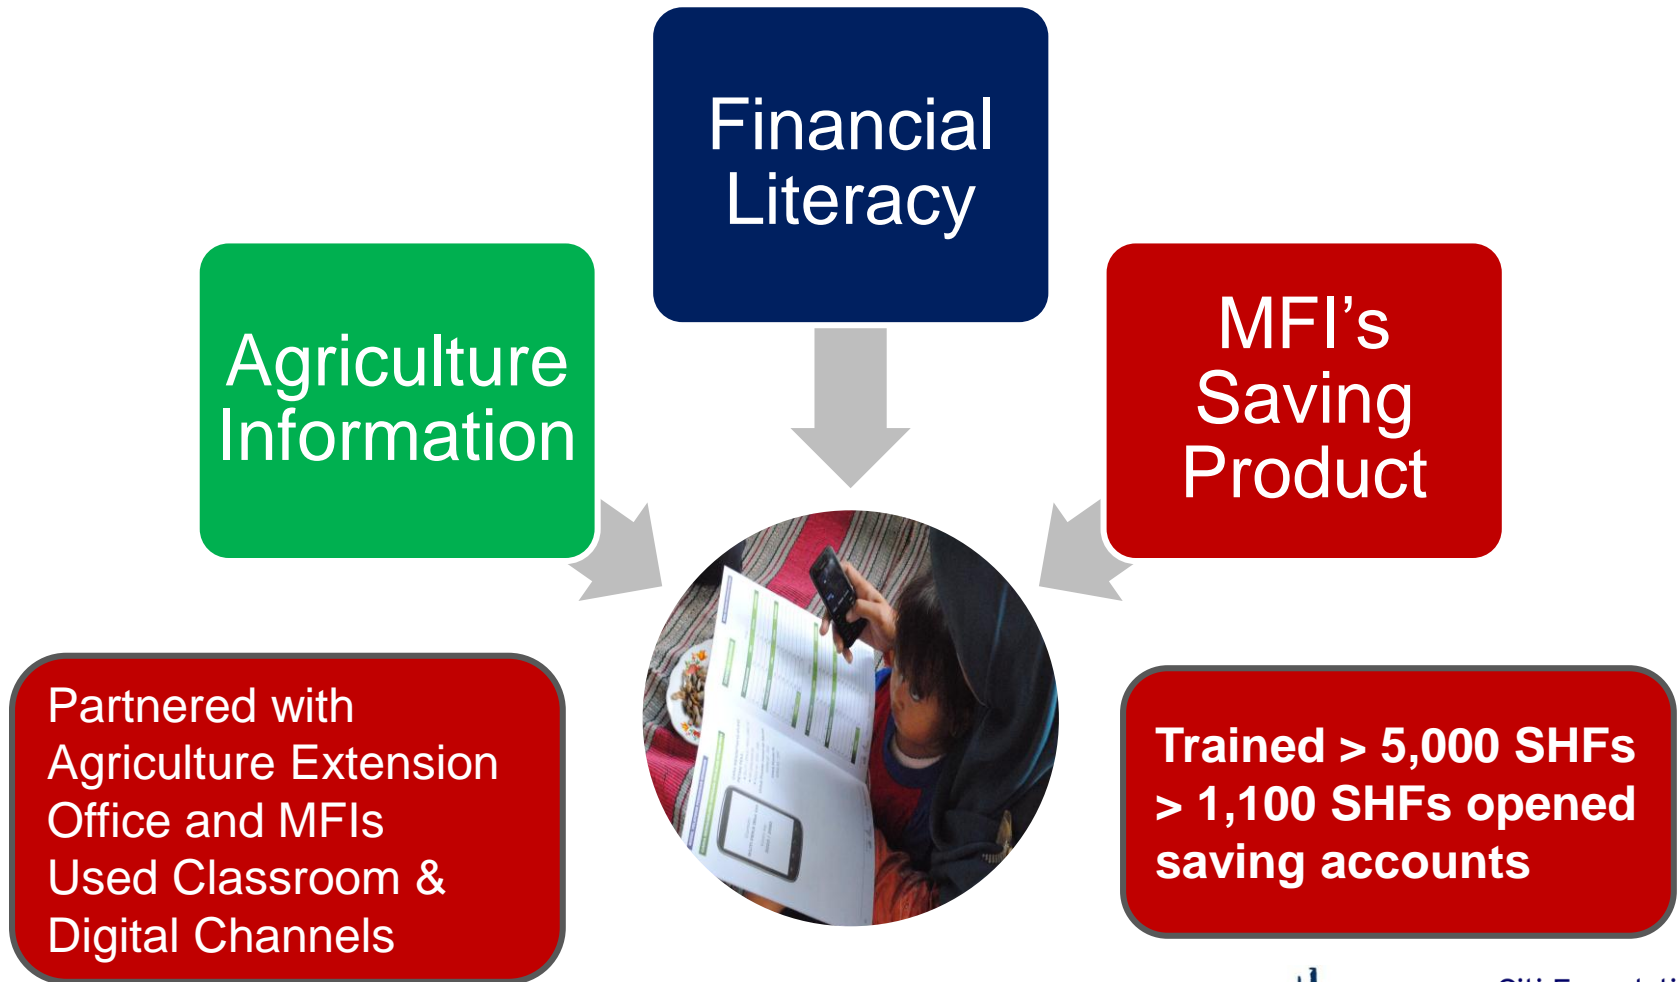 Financial
Literacy
Agriculture
Information
MFI’s
Saving
Product
Partnered with
Agriculture Extension
Office and MFIs
Used Classroom &
Digital Channels
Trained > 5,000 SHFs
> 1,100 SHFs opened
saving accounts